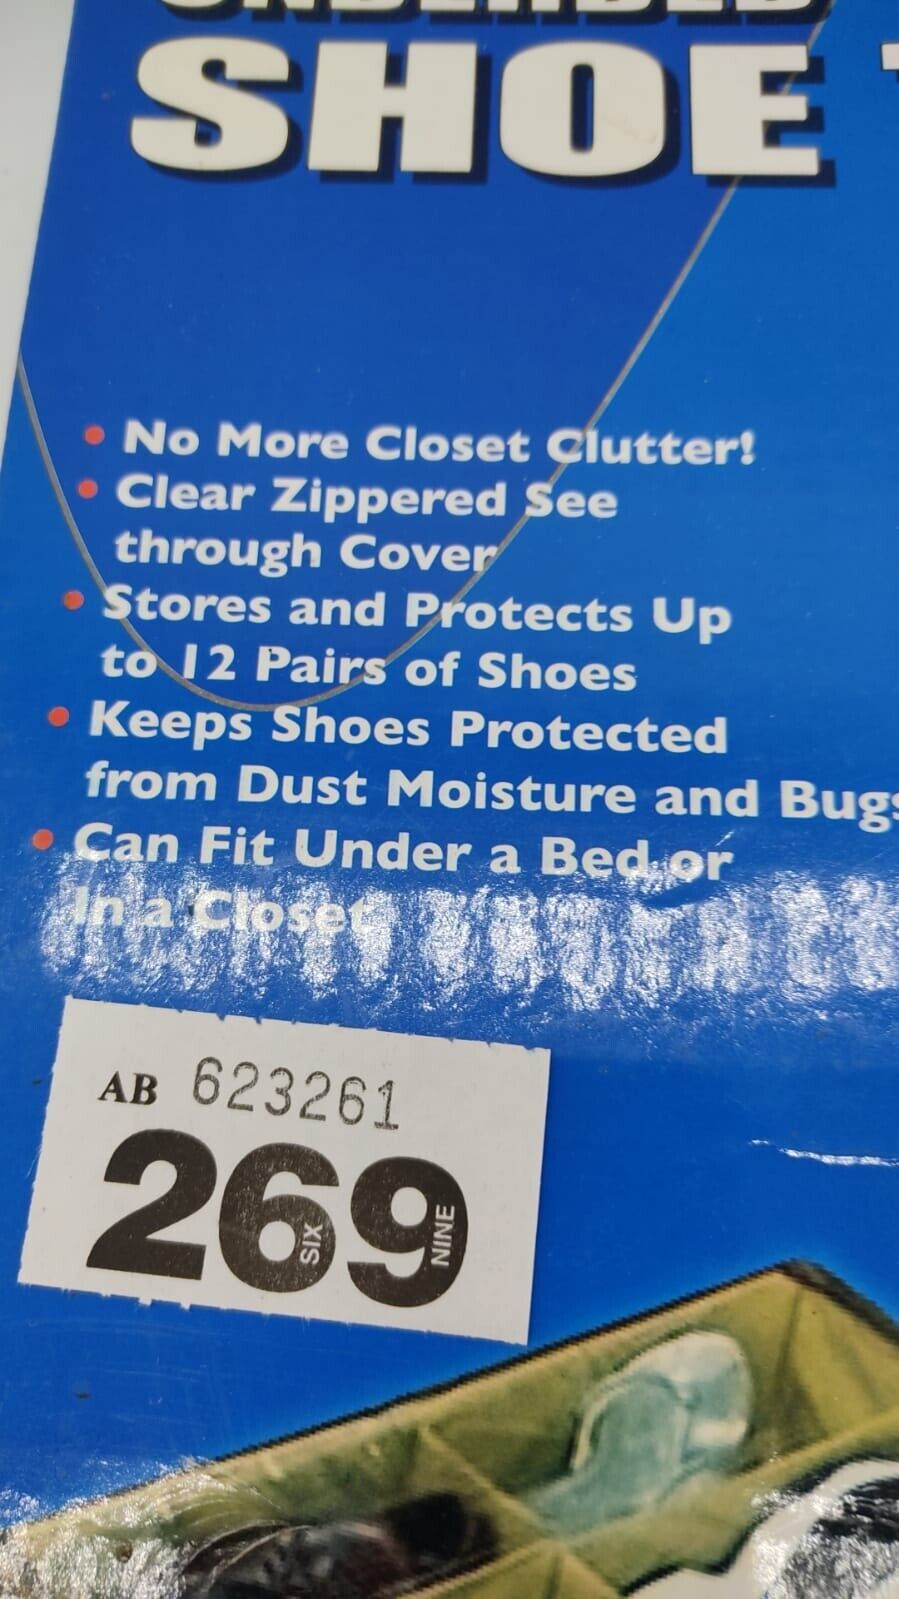 UNDERBED
SHOE
• No More Closet Clutter!
• Clear Zippered See
through Cover
• Stores and Protects Up
to 12 Pairs of Shoes
• Keeps Shoes Protected
from Dust Moisture and Bugs
• Can Fit Under a Bed or
In a Closet
AB 623261
269
SIX
NINE